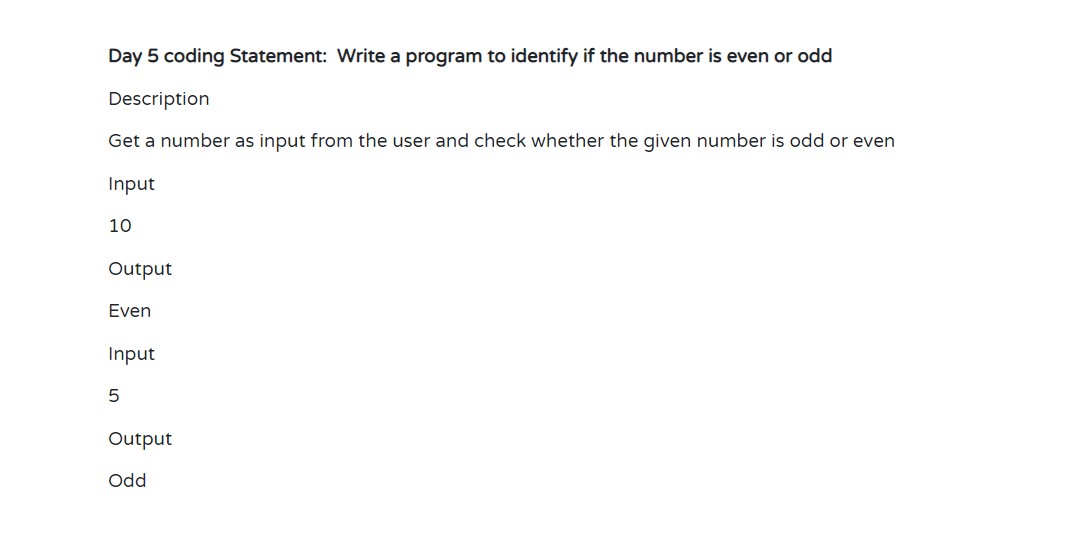 Day 5 coding Statement:  Write a program to identify if the number is even or odd
Description
Get a number as input from the user and check whether the given number is odd or even
Input
10
Output
Even
Input
5
Output
Odd